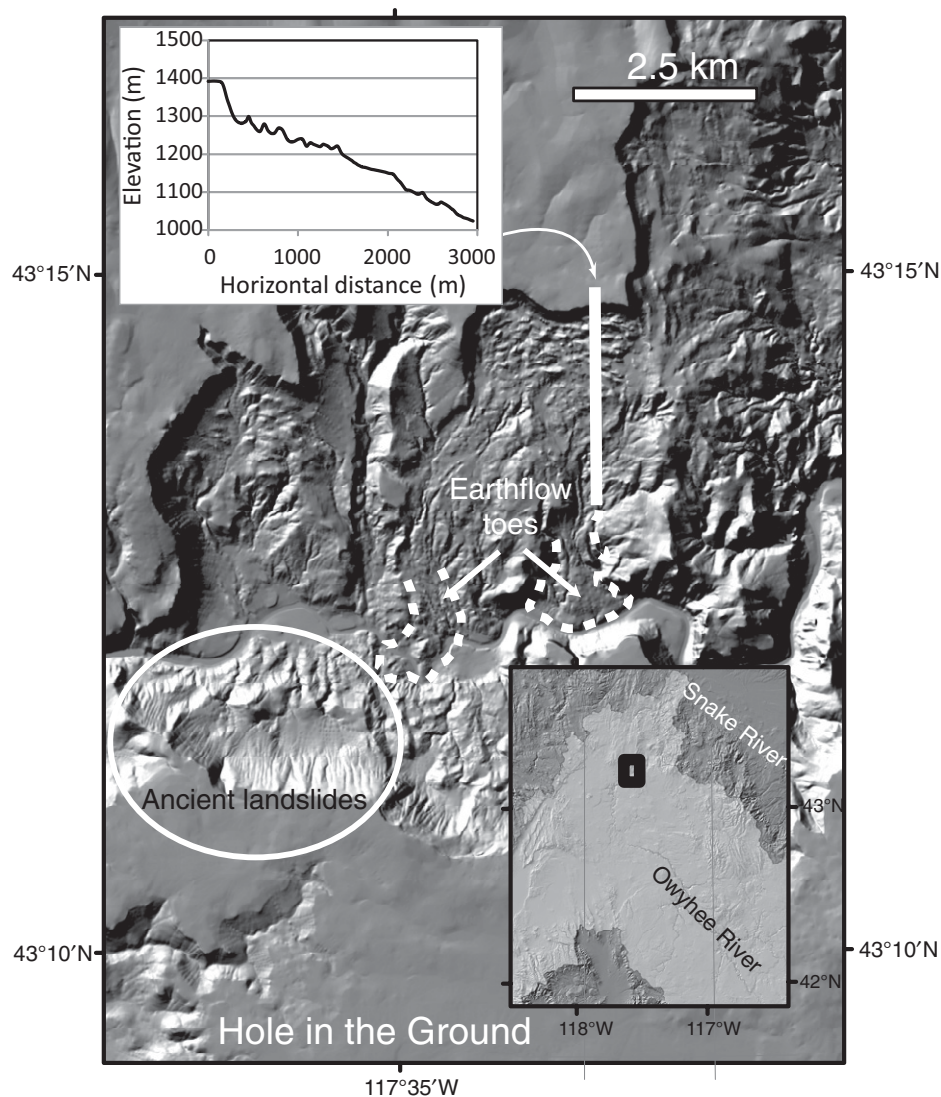 1500
1400
1300
1200
1100
1000
Elevation (m)
0 1000 2000 3000
Horizontal distance (m)
2.5 km
43°15′N
43°15′N
Earthflow
toes
Ancient landslides
Snake River
43°N
Owyhee River
42°N
118°W 117°W
43°10′N
43°10′N
Hole in the Ground
117°35′W